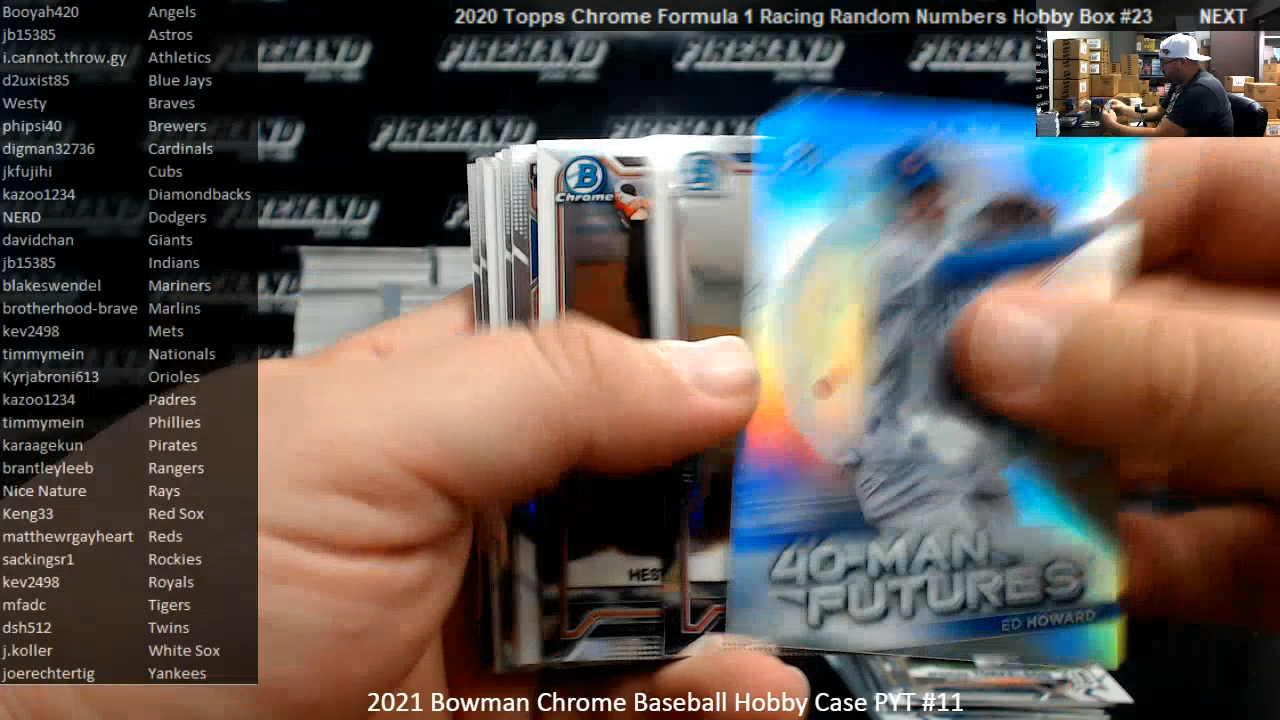 2020 Topps Chrome Formula 1 Racing Random Numbers Hobby Box #23 NEXT
Booyah420 Angels
jb15385 Astros
i.cannot.throw.gy Athletics
d2uxist85 Blue Jays
Westy Braves
phipsi40 Brewers
digman32736 Cardinals
jkfujihi Cubs
kazoo1234 Diamondbacks
NERD Dodgers
davidchan Giants
jb15385 Indians
blakeswendel Mariners
brotherhood-brave Marlins
kev2498 Mets
timmymein Nationals
Kyrjabroni613 Orioles
kazoo1234 Padres
timmymein Phillies
karaagekun Pirates
brantleyleeb Rangers
Nice Nature Rays
Keng33 Red Sox
matthewrgayheart Reds
sackingsr1 Rockies
kev2498 Royals
mfadc Tigers
dsh512 Twins
j.koller White Sox
joerechtertig Yankees
FIREHAND
FIREHAND
FIREHAND
FIREHAND
B
Chrome
B
HES
40-MAN
FUTURES
ED HOWARD
2021 Bowman Chrome Baseball Hobby Case PYT #11